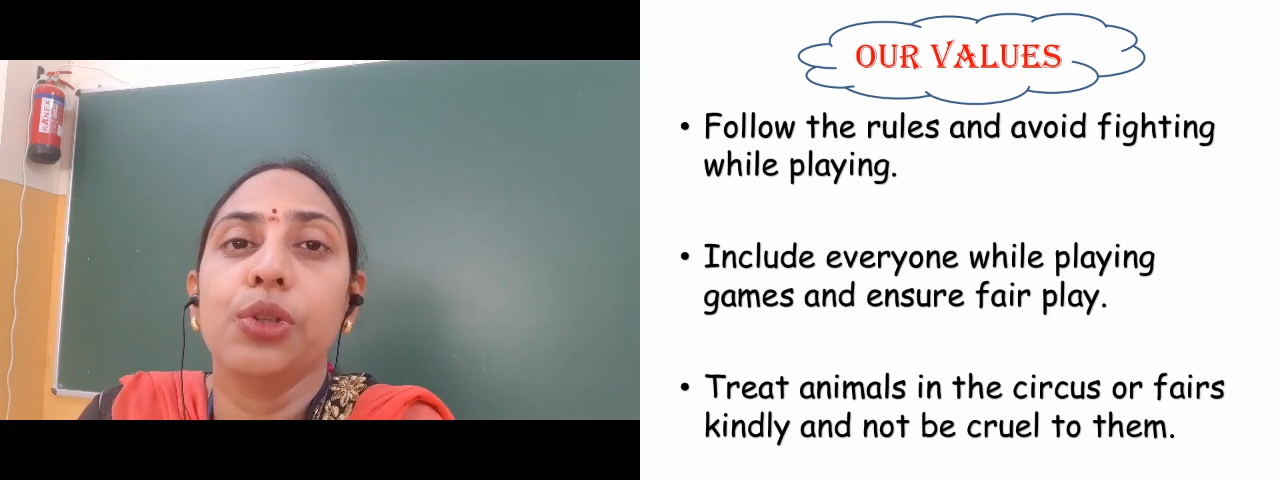 KANEX
OUR VALUES
• Follow the rules and avoid fighting
while playing.
• Include everyone while playing
games and ensure fair play.
• Treat animals in the circus or fairs
kindly and not be cruel to them.